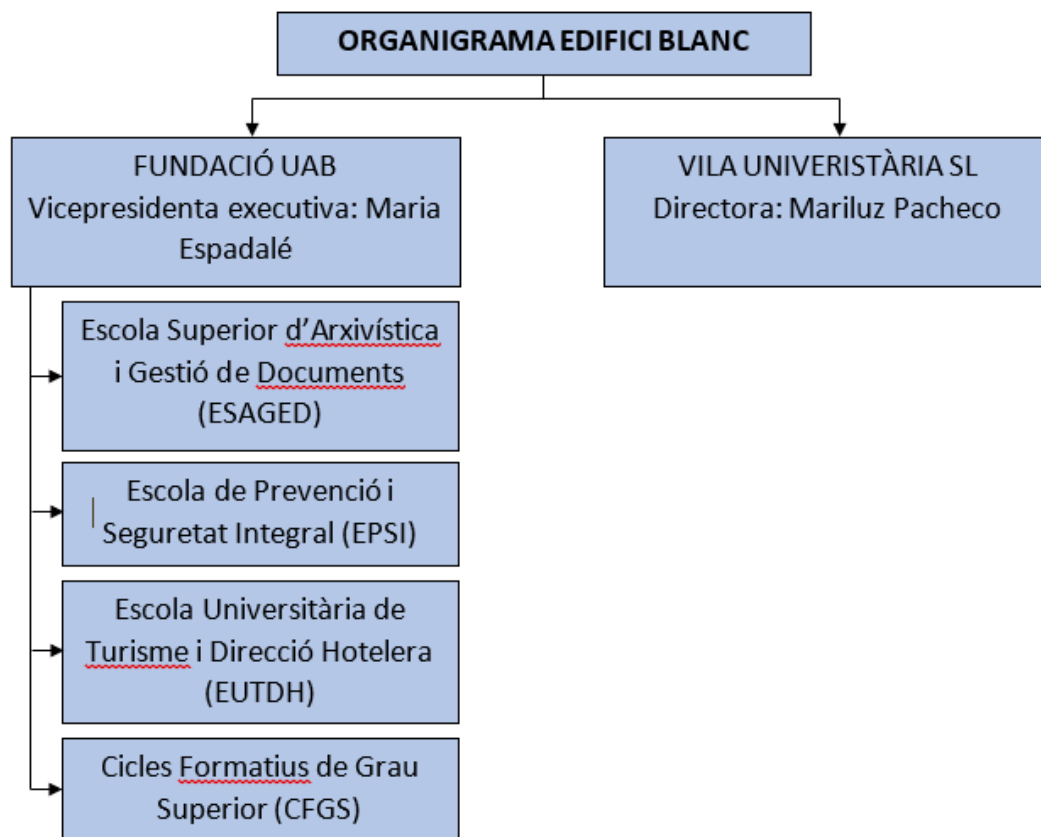 ORGANIGRAMA EDIFICI BLANC
FUNDACIÓ UAB
Vicepresidenta executiva: Maria
Espadalé
VILA UNIVERISTÀRIA SL
Directora: Mariluz Pacheco
Escola Superior d’Arxivística
i Gestió de Documents
(ESAGED)
Escola de Prevenció i
Seguretat Integral (EPSI)
Escola Universitària de
Turisme i Direcció Hotelera
(EUTDH)
Cicles Formatius de Grau
Superior (CFGS)